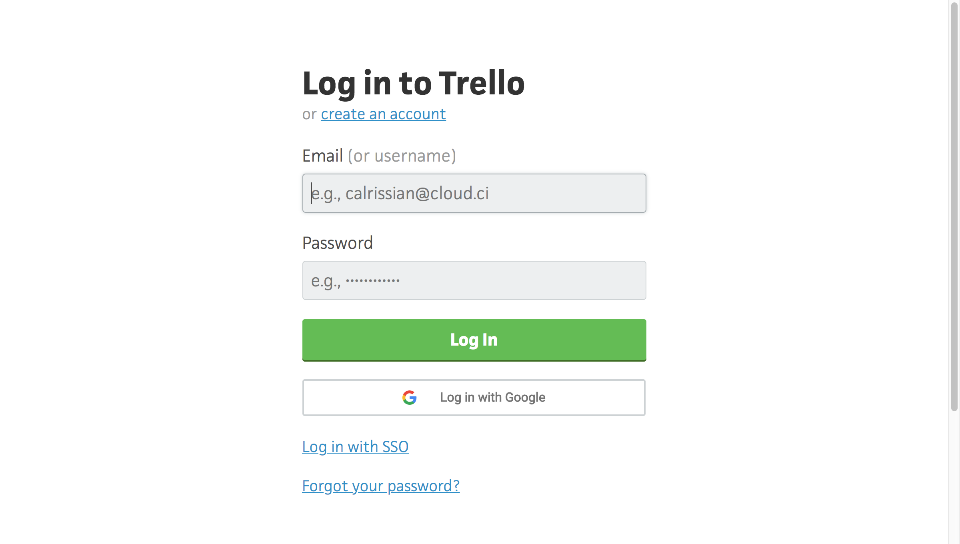 Log in to Trello
or create an account
Email (or username)
e.g., calrissian@cloud.ci
Password
e.g., ••••••••••••
Log In
Log in with Google
Log in with SSO
Forgot your password?